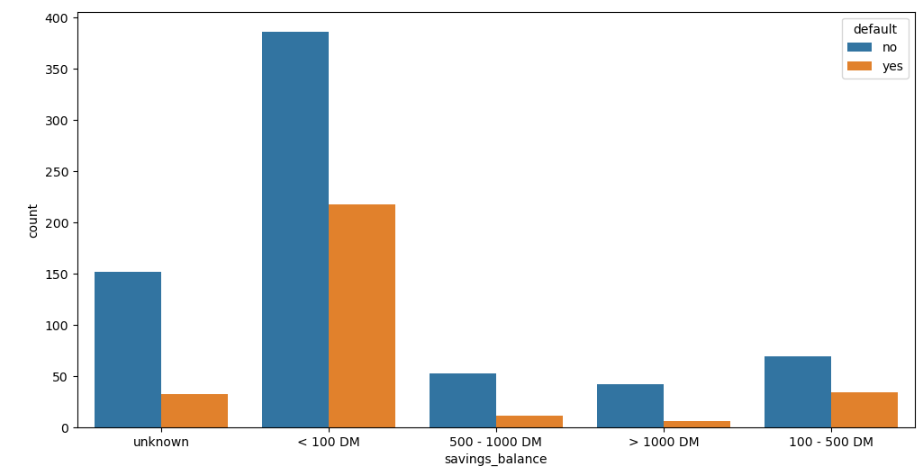 400
350
300
250
200
150
100
50
0
count
default
no
yes
unknown
< 100 DM
500 - 1000 DM
> 1000 DM
100 - 500 DM
savings_balance